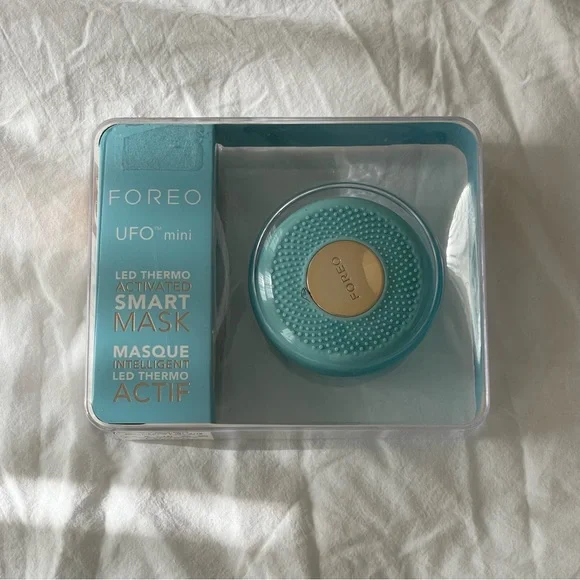 FOREO
UFO™ mini
LED THERMO
ACTIVATED
SMART
MASK
MASQUE
INTELLIGENT
LED THERMO
ACTIF
FOREO